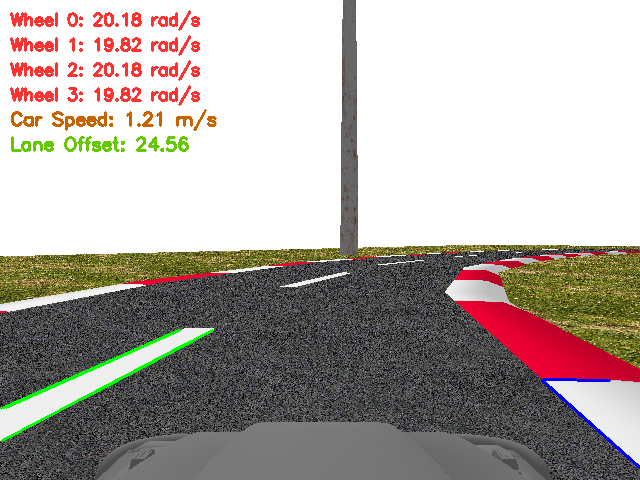 Wheel 0: 20.18 rad/s
Wheel 1: 19.82 rad/s
Wheel 2: 20.18 rad/s
Wheel 3: 19.82 rad/s
Car Speed: 1.21 m/s
Lane Offset: 24.56